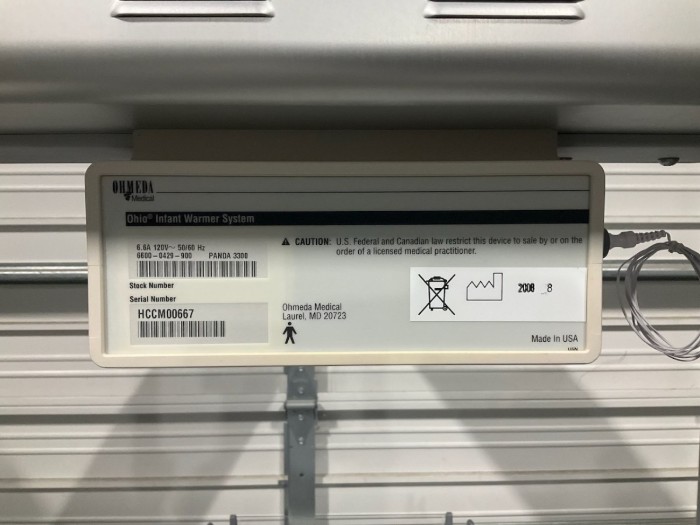 OHMEDA
Medical
Ohio® Infant Warmer System
6.6A 120V~ 50/60 Hz
6600-0429-900 PANDA 3300
Stock Number
Serial Number
HCCM00667
⚠ CAUTION: U.S. Federal and Canadian law restrict this device to sale by or on the
order of a licensed medical practitioner.
2008 _8
Ohmeda Medical
Laurel, MD 20723
Made In USA